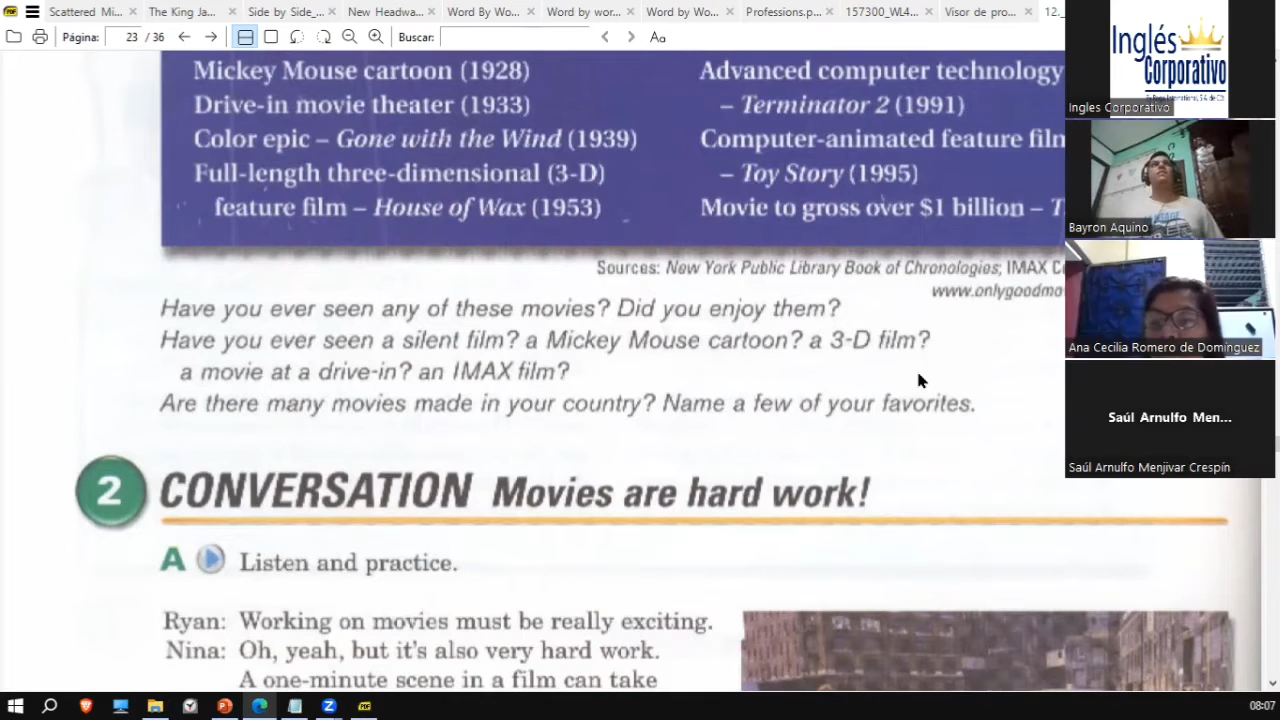 Scattered Mi...
The King Ja...
Side by Side_...
New Headwa...
Word By Wo...
Word by wor...
Word by Wo...
Professions.p...
157300_WL4...
Visor de pro...
12._
Página:
23 / 36
Buscar:
Aa
Mickey Mouse cartoon (1928)
Drive-in movie theater (1933)
Color epic – Gone with the Wind (1939)
Full-length three-dimensional (3-D)
feature film – House of Wax (1953)
Advanced computer technology
– Terminator 2 (1991)
Computer-animated feature film
– Toy Story (1995)
Movie to gross over $1 billion – T
Sources: New York Public Library Book of Chronologies; IMAX C
www.onlygoodmo
Have you ever seen any of these movies? Did you enjoy them?
Have you ever seen a silent film? a Mickey Mouse cartoon? a 3-D film?
a movie at a drive-in? an IMAX film?
Are there many movies made in your country? Name a few of your favorites.
2 CONVERSATION Movies are hard work!
A Listen and practice.
Ryan: Working on movies must be really exciting.
Nina: Oh, yeah, but it's also very hard work.
A one-minute scene in a film can take
Inglés
Corporativo
Ingles Corporativo
Bayron Aquino
Ana Cecilia Romero de Dominguez
Saúl Arnulfo Men...
Saúl Arnulfo Menjivar Crespín
08:07